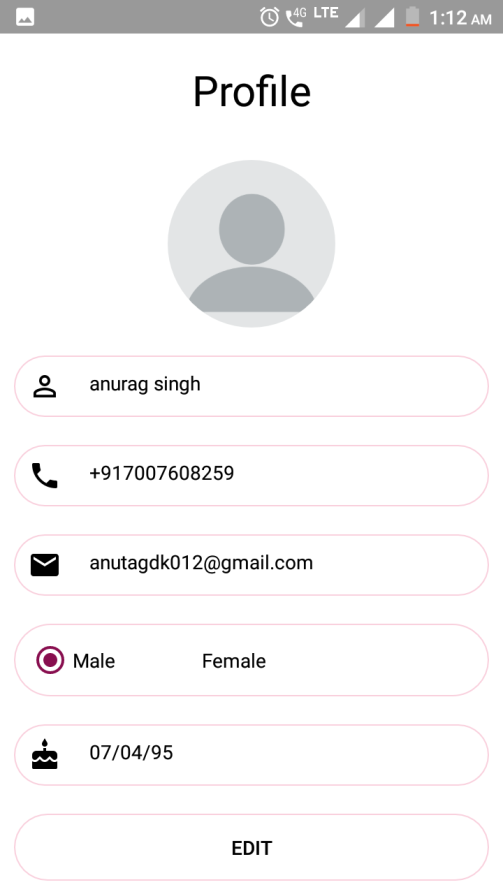 4G LTE 1:12 AM
Profile
anurag singh
+917007608259
anutagdk012@gmail.com
Male Female
07/04/95
EDIT